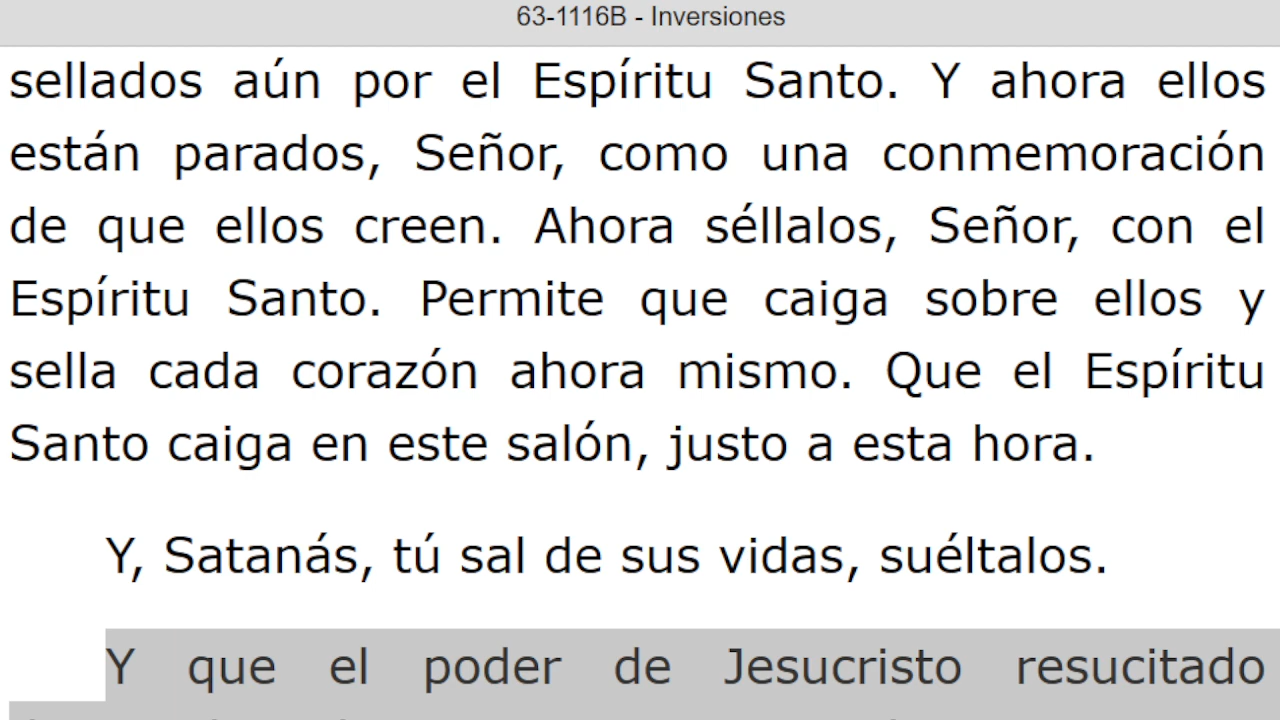 63-1116B - Inversiones
sellados aún por el Espíritu Santo. Y ahora ellos
están parados, Señor, como una conmemoración
de que ellos creen. Ahora séllalos, Señor, con el
Espíritu Santo. Permite que caiga sobre ellos y
sella cada corazón ahora mismo. Que el Espíritu
Santo caiga en este salón, justo a esta hora.
Y, Satanás, tú sal de sus vidas, suéltalos.
Y que el poder de Jesucristo resucitado